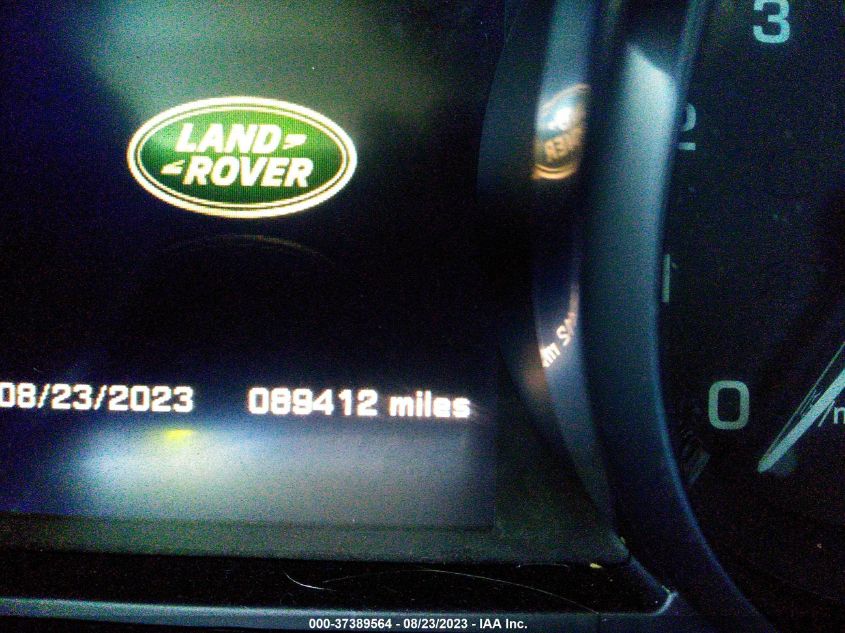 3
2
LAND
ROVER
1
08/23/2023 089412 miles
0
000-37389564 - 08/23/2023 - IAA Inc.